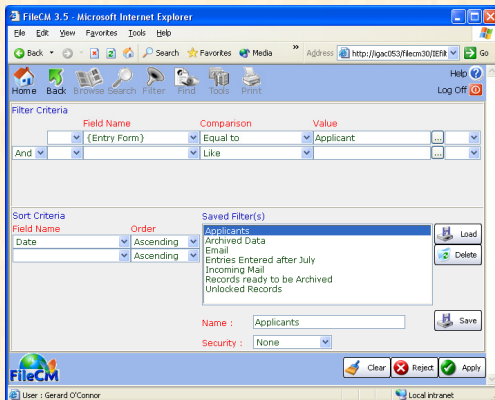 FileCM 3.5 - Microsoft Internet Explorer
File Edit View Favorites Tools Help
Back Search Favorites Media » Address http://igac053/filecm30/IEfilt Go
Home Back Browse Search Filter Find Tools Print Help Log Off
Filter Criteria
Field Name Comparison Value
{Entry Form} Equal to Applicant ...
And Like ...
Sort Criteria Saved Filter(s)
Field Name Order
Date Ascending
Ascending
Applicants
Archived Data
Email
Entries Entered after July
Incoming Mail
Records ready to be Archived
Unlocked Records
Load
Delete
Name : Applicants Save
Security : None
FileCM Clear Reject Apply
User : Gerard O'Connor Local intranet